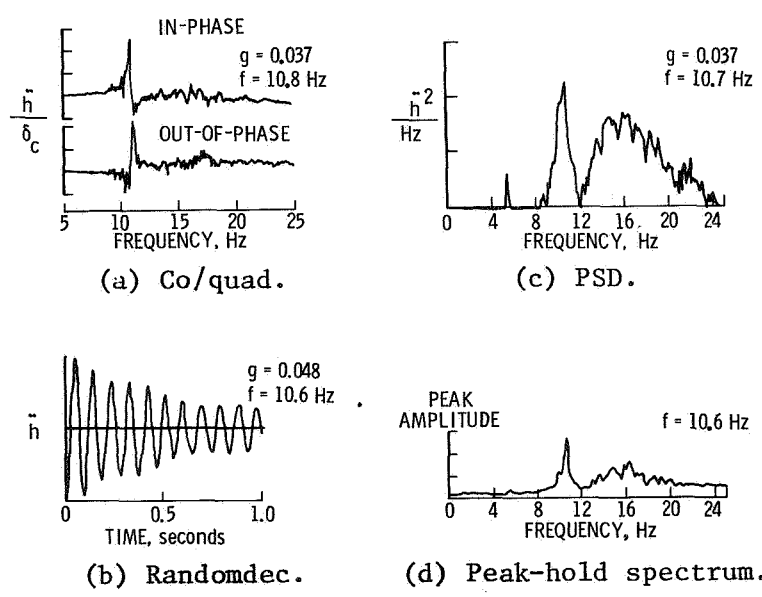 IN-PHASE
g = 0.037
f = 10.8 Hz
ḧ
δc
OUT-OF-PHASE
5 10 15 20 25
FREQUENCY, Hz
(a) Co/quad.
g = 0.037
f = 10.7 Hz
ḧ²
Hz
0 4 8 12 16 20 24
FREQUENCY, Hz
(c) PSD.
g = 0.048
f = 10.6 Hz
ḧ
0 0.5 1.0
TIME, seconds
(b) Randomdec.
PEAK
AMPLITUDE
f = 10.6 Hz
0 4 8 12 16 20 24
FREQUENCY, Hz
(d) Peak-hold spectrum.